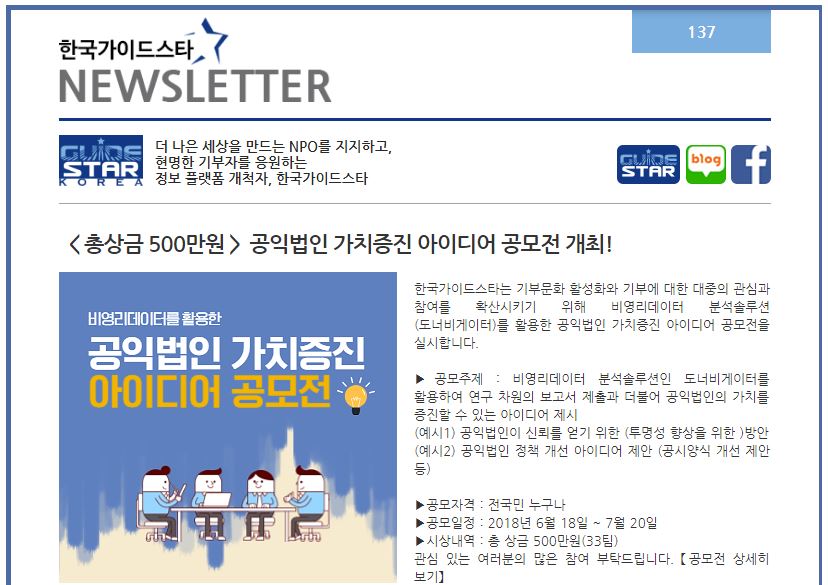 137
한국가이드스타
NEWSLETTER
GUIDE
STAR
KOREA
더 나은 세상을 만드는 NPO를 지지하고,
현명한 기부자를 응원하는
정보 플랫폼 개척자, 한국가이드스타
GUIDE
STAR
blog
f
< 총상금 500만원 > 공익법인 가치증진 아이디어 공모전 개최!
비영리데이터를 활용한
공익법인 가치증진
아이디어 공모전
한국가이드스타는 기부문화 활성화와 기부에 대한 대중의 관심과
참여를 확산시키기 위해 비영리데이터 분석솔루션
(도너비게이터)를 활용한 공익법인 가치증진 아이디어 공모전을
실시합니다.
▶ 공모주제 : 비영리데이터 분석솔루션인 도너비게이터를
활용하여 연구 차원의 보고서 제출과 더불어 공익법인의 가치를
증진할 수 있는 아이디어 제시
(예시1) 공익법인이 신뢰를 얻기 위한 (투명성 향상을 위한 )방안
(예시2) 공익법인 정책 개선 아이디어 제안 (공시양식 개선 제안
등)
▶공모자격 : 전국민 누구나
▶공모일정 : 2018년 6월 18일 ~ 7월 20일
▶시상내역 : 총 상금 500만원(33팀)
관심 있는 여러분의 많은 참여 부탁드립니다.【공모전 상세히
보기】